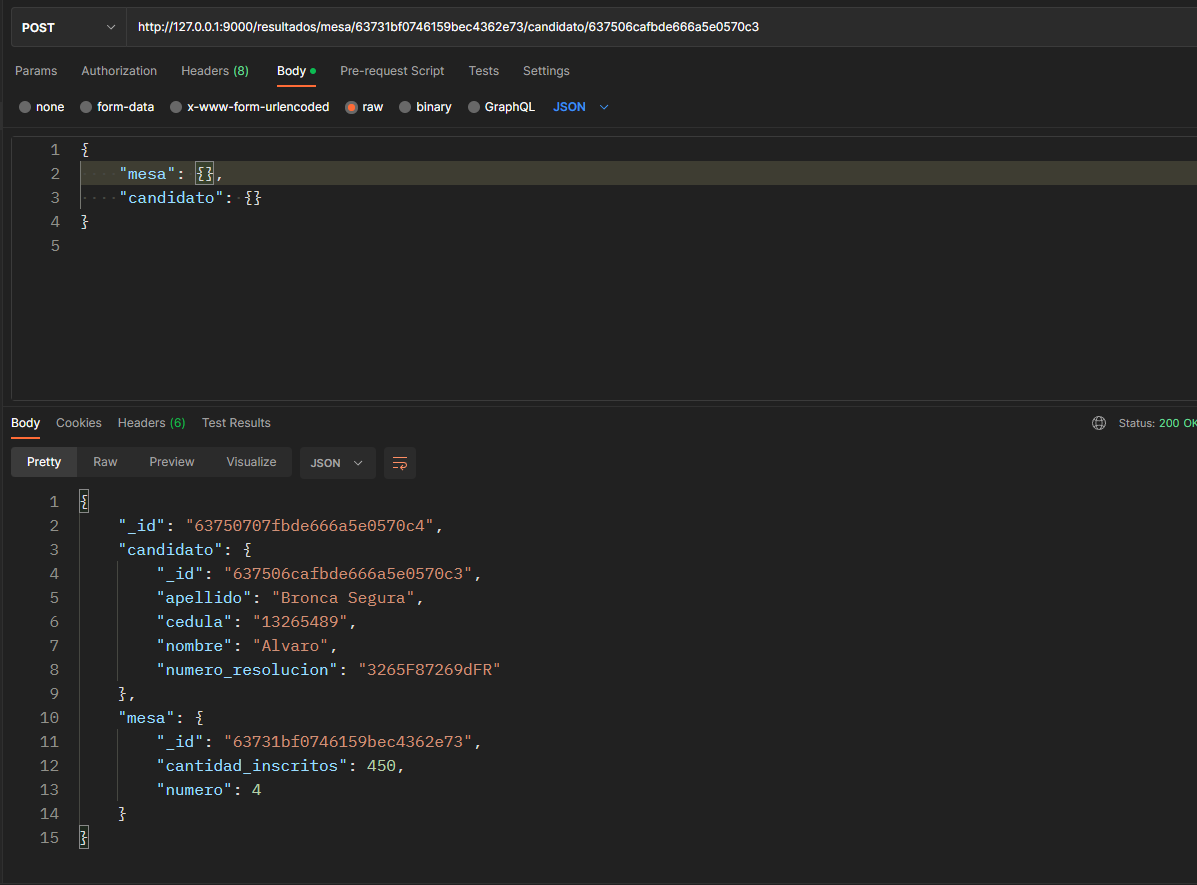 POST http://127.0.0.1:9000/resultados/mesa/63731bf0746159bec4362e73/candidato/637506cafbde666a5e0570c3
Params Authorization Headers (8) Body Pre-request Script Tests Settings
none form-data x-www-form-urlencoded raw binary GraphQL JSON
1 {
2 "mesa": {},
3 "candidato": {}
4 }
5
Body Cookies Headers (6) Test Results Status: 200 OK
Pretty Raw Preview Visualize JSON
1 {
2 "_id": "63750707fbde666a5e0570c4",
3 "candidato": {
4 "_id": "637506cafbde666a5e0570c3",
5 "apellido": "Bronca Segura",
6 "cedula": "13265489",
7 "nombre": "Alvaro",
8 "numero_resolucion": "3265F87269dFR"
9 },
10 "mesa": {
11 "_id": "63731bf0746159bec4362e73",
12 "cantidad_inscritos": 450,
13 "numero": 4
14 }
15 }